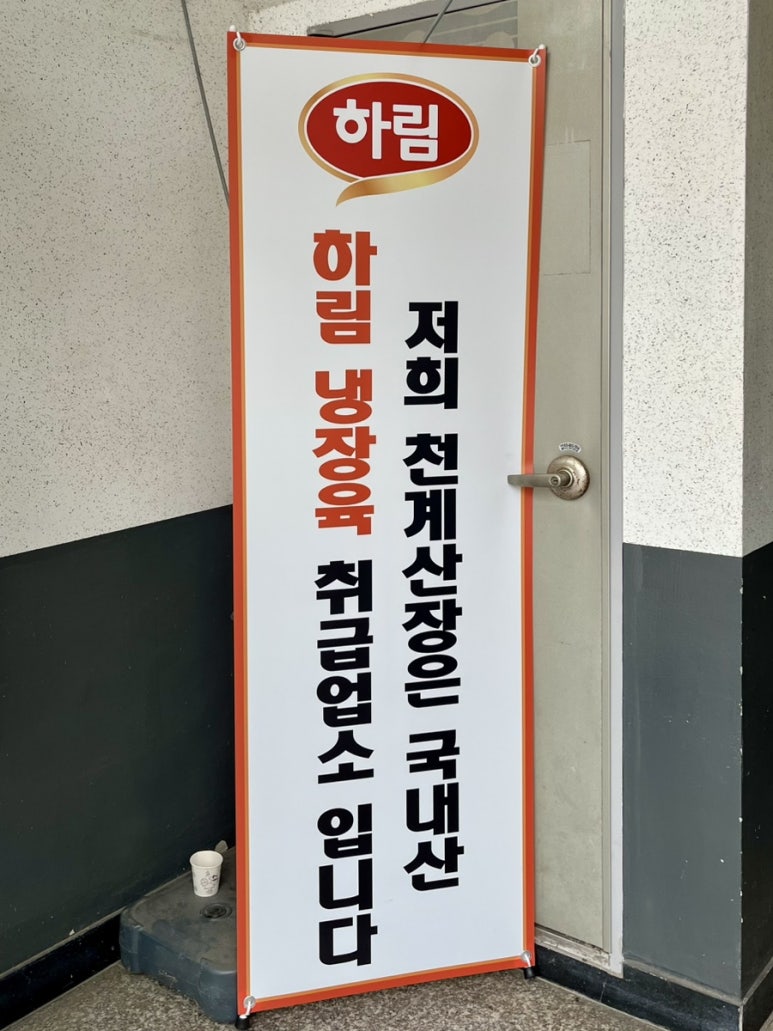 하림
저희 천계산장은 국내산
하림 냉장육 취급업소 입니다